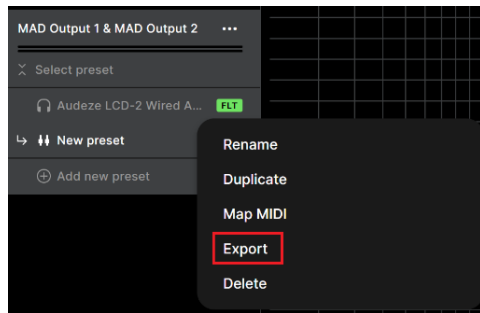 MAD Output 1 & MAD Output 2 •••
Select preset
Audeze LCD-2 Wired A... FLT
New preset
Add new preset
Rename
Duplicate
Map MIDI
Export
Delete